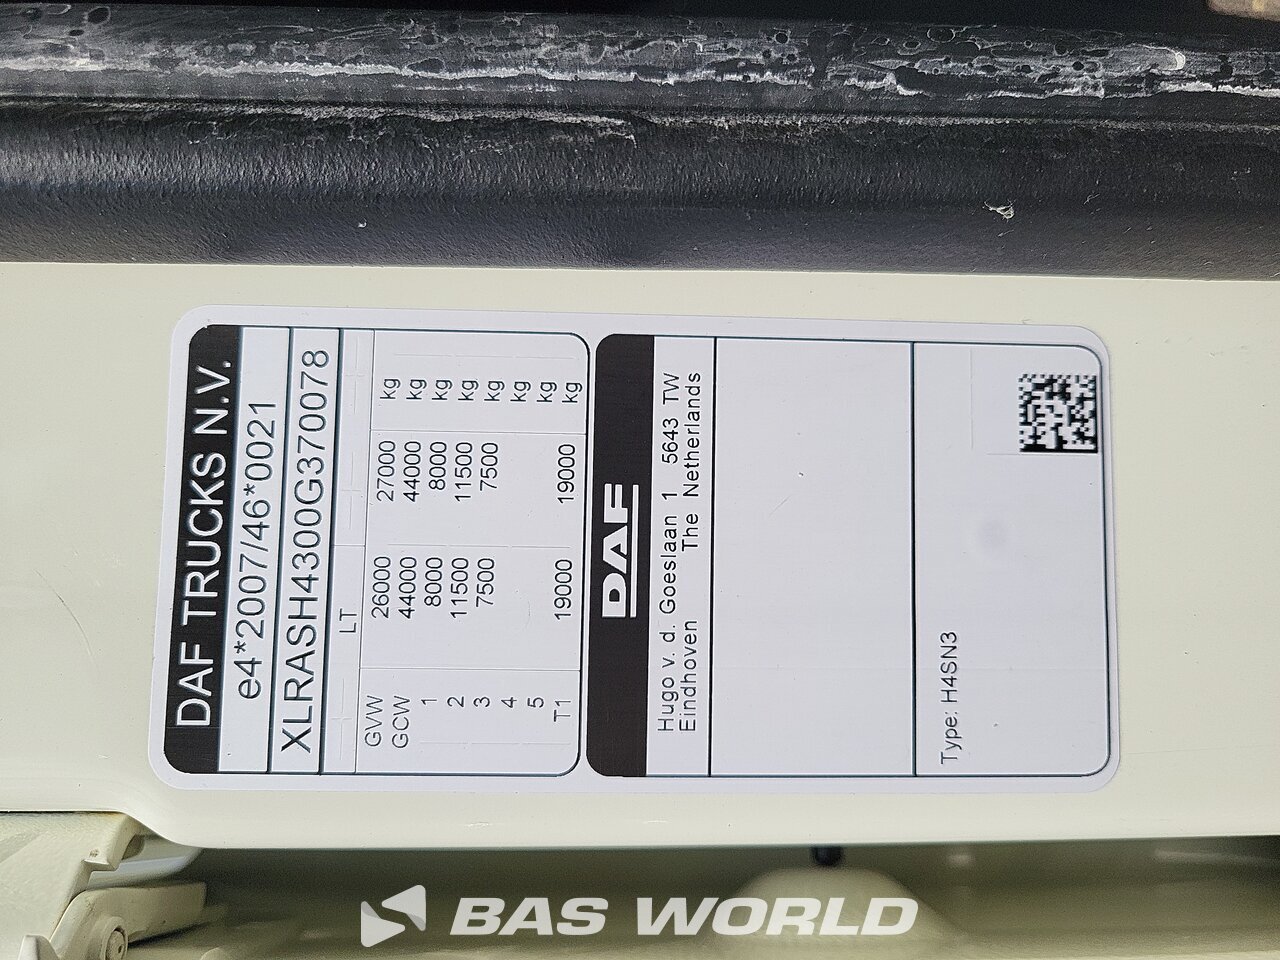 DAF TRUCKS N.V.
e4*2007/46*0021
XLRASH4300G370078
LT
GVW 26000 27000 kg
GCW 44000 44000 kg
1 8000 8000 kg
2 11500 11500 kg
3 7500 7500 kg
4 kg
5 kg
T1 19000 19000 kg
DAF
Hugo v. d. Goeslaan 1 5643 TW
Eindhoven The Netherlands
Type: H4SN3
BAS WORLD